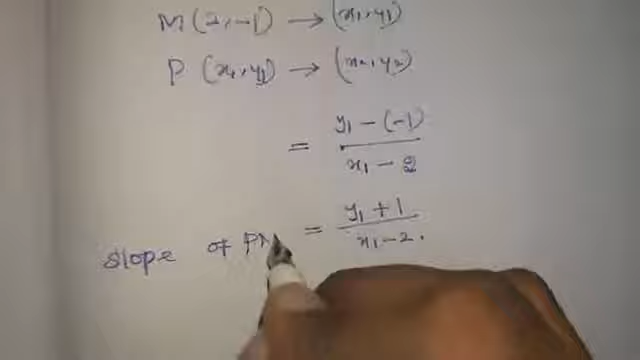 M(2,-1) → (x₁, y₁)
P (x₁, y₁) → (x₂, y₂)
= y₁ - (-1) / x₁ - 2
slope of PM = y₁ + 1 / x₁ - 2.